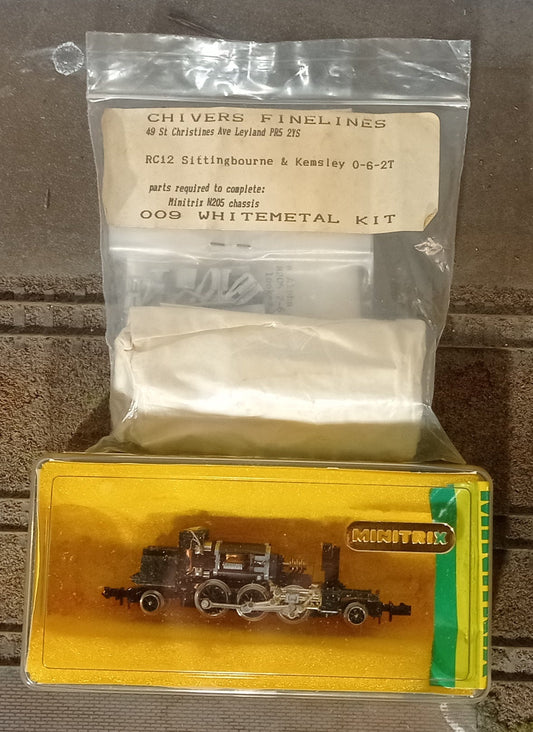 CHIVERS FINELINES
49 St Christines Ave Leyland PR5 2YS
RC12 Sittingbourne & Kemsley 0-6-2T
parts required to complete:
Minitrix N205 chassis
009 WHITEMETAL KIT
MINITRIX